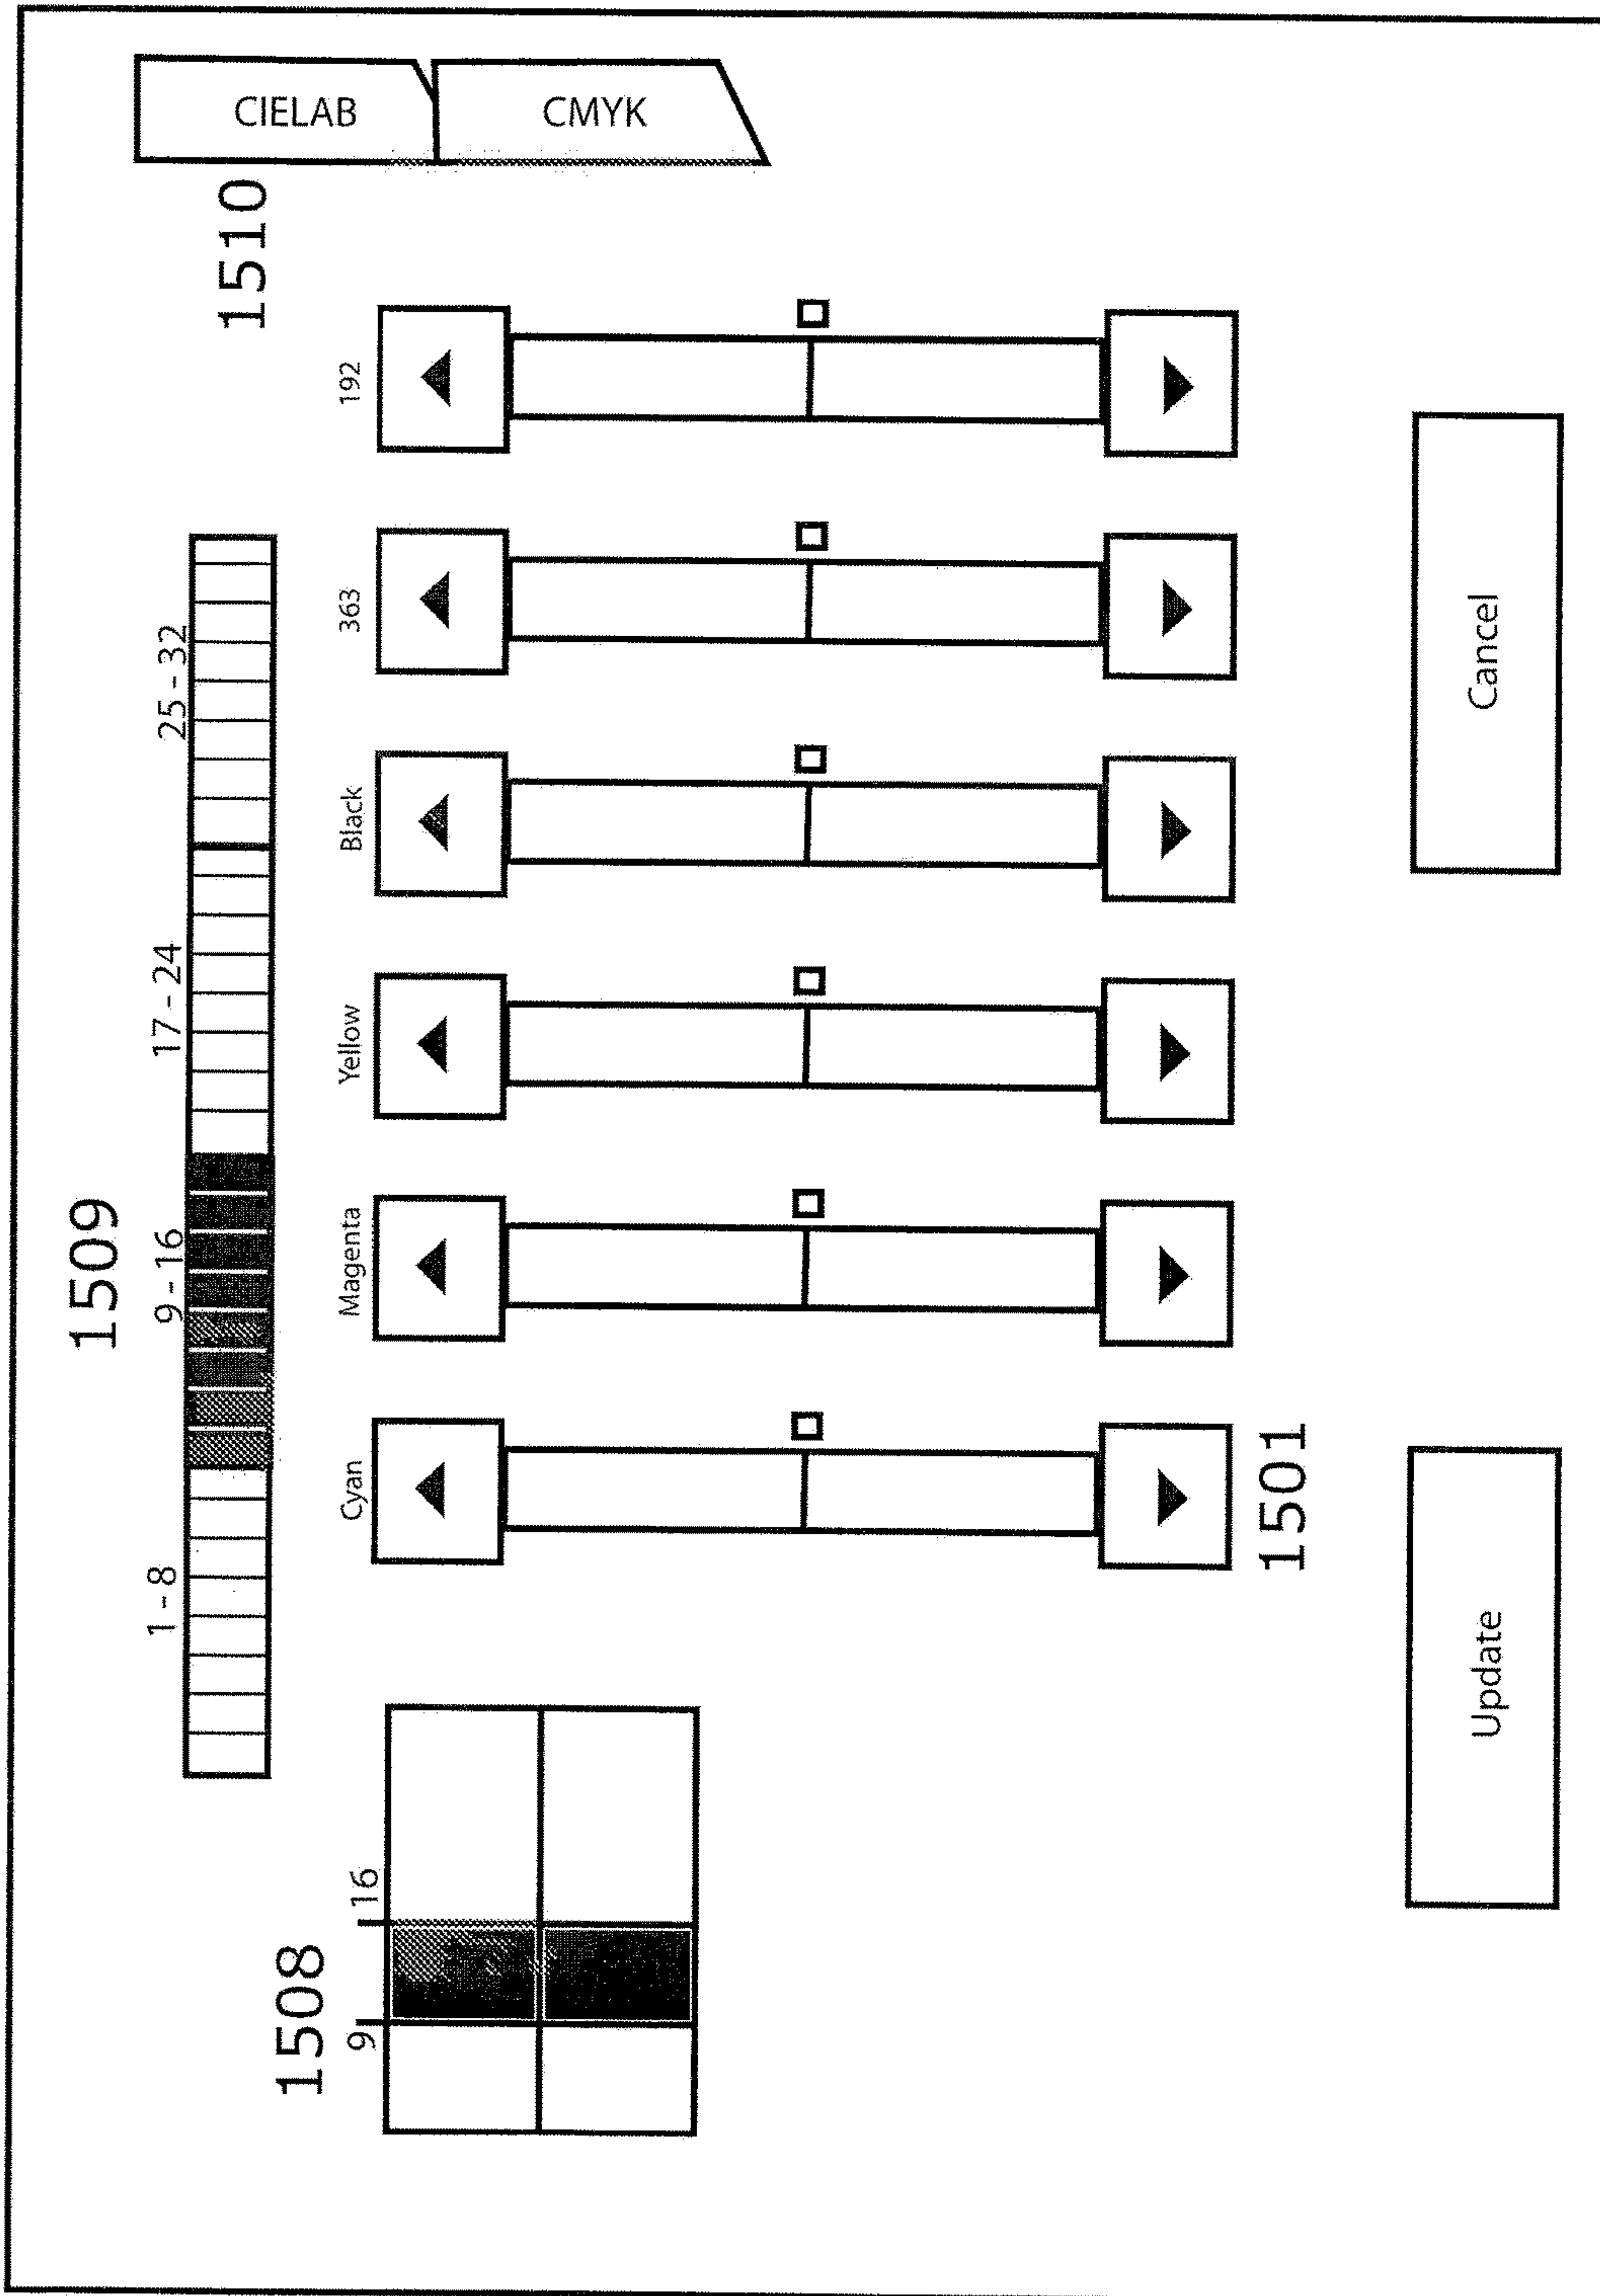 1509
1 - 8
9 - 16
17 - 24
25 - 32
1510
CIELAB
CMYK
1508
9
16
Cyan
Magenta
Yellow
Black
363
192
1501
Update
Cancel